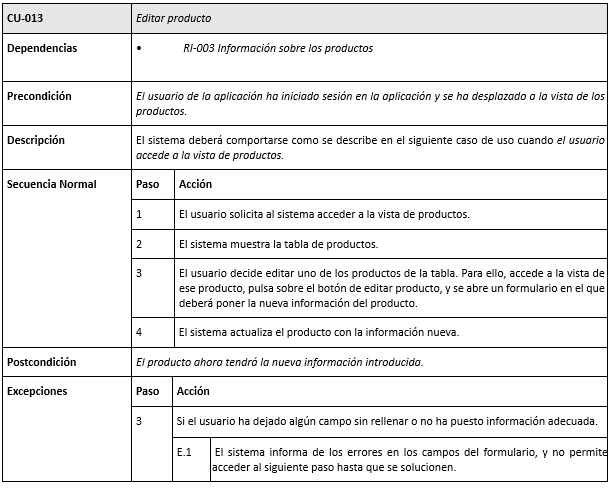 CU-013 Editar producto
Dependencias • RI-003 Información sobre los productos
Precondición El usuario de la aplicación ha iniciado sesión en la aplicación y se ha desplazado a la vista de los
productos.
Descripción El sistema deberá comportarse como se describe en el siguiente caso de uso cuando el usuario
accede a la vista de productos.
Secuencia Normal Paso Acción
1 El usuario solicita al sistema acceder a la vista de productos.
2 El sistema muestra la tabla de productos.
3 El usuario decide editar uno de los productos de la tabla. Para ello, accede a la vista de
ese producto, pulsa sobre el botón de editar producto, y se abre un formulario en el que
deberá poner la nueva información del producto.
4 El sistema actualiza el producto con la información nueva.
Postcondición El producto ahora tendrá la nueva información introducida.
Excepciones Paso Acción
3 Si el usuario ha dejado algún campo sin rellenar o no ha puesto información adecuada.
E.1 El sistema informa de los errores en los campos del formulario, y no permite
acceder al siguiente paso hasta que se solucionen.